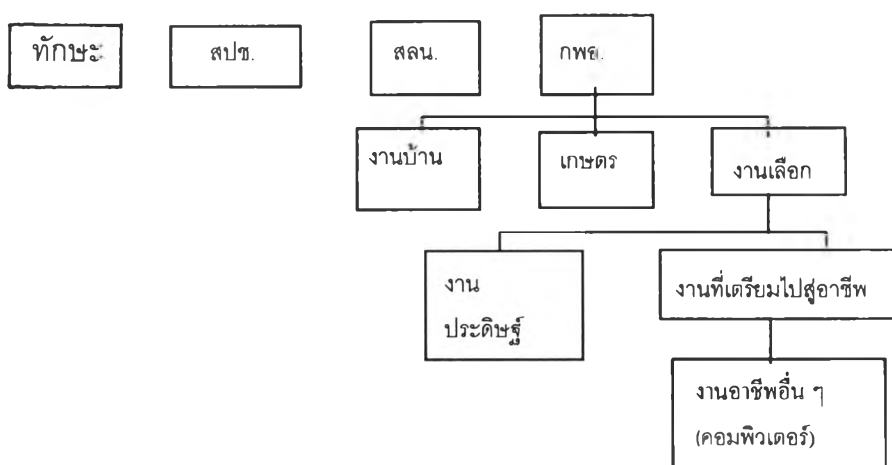 ทักษะ
สปช.
สลน.
กพอ.
งานบ้าน
เกษตร
งานเลือก
งาน
ประดิษฐ์
งานที่เตรียมไปสู่อาชีพ
งานอาชีพอื่น ๆ
(คอมพิวเตอร์)